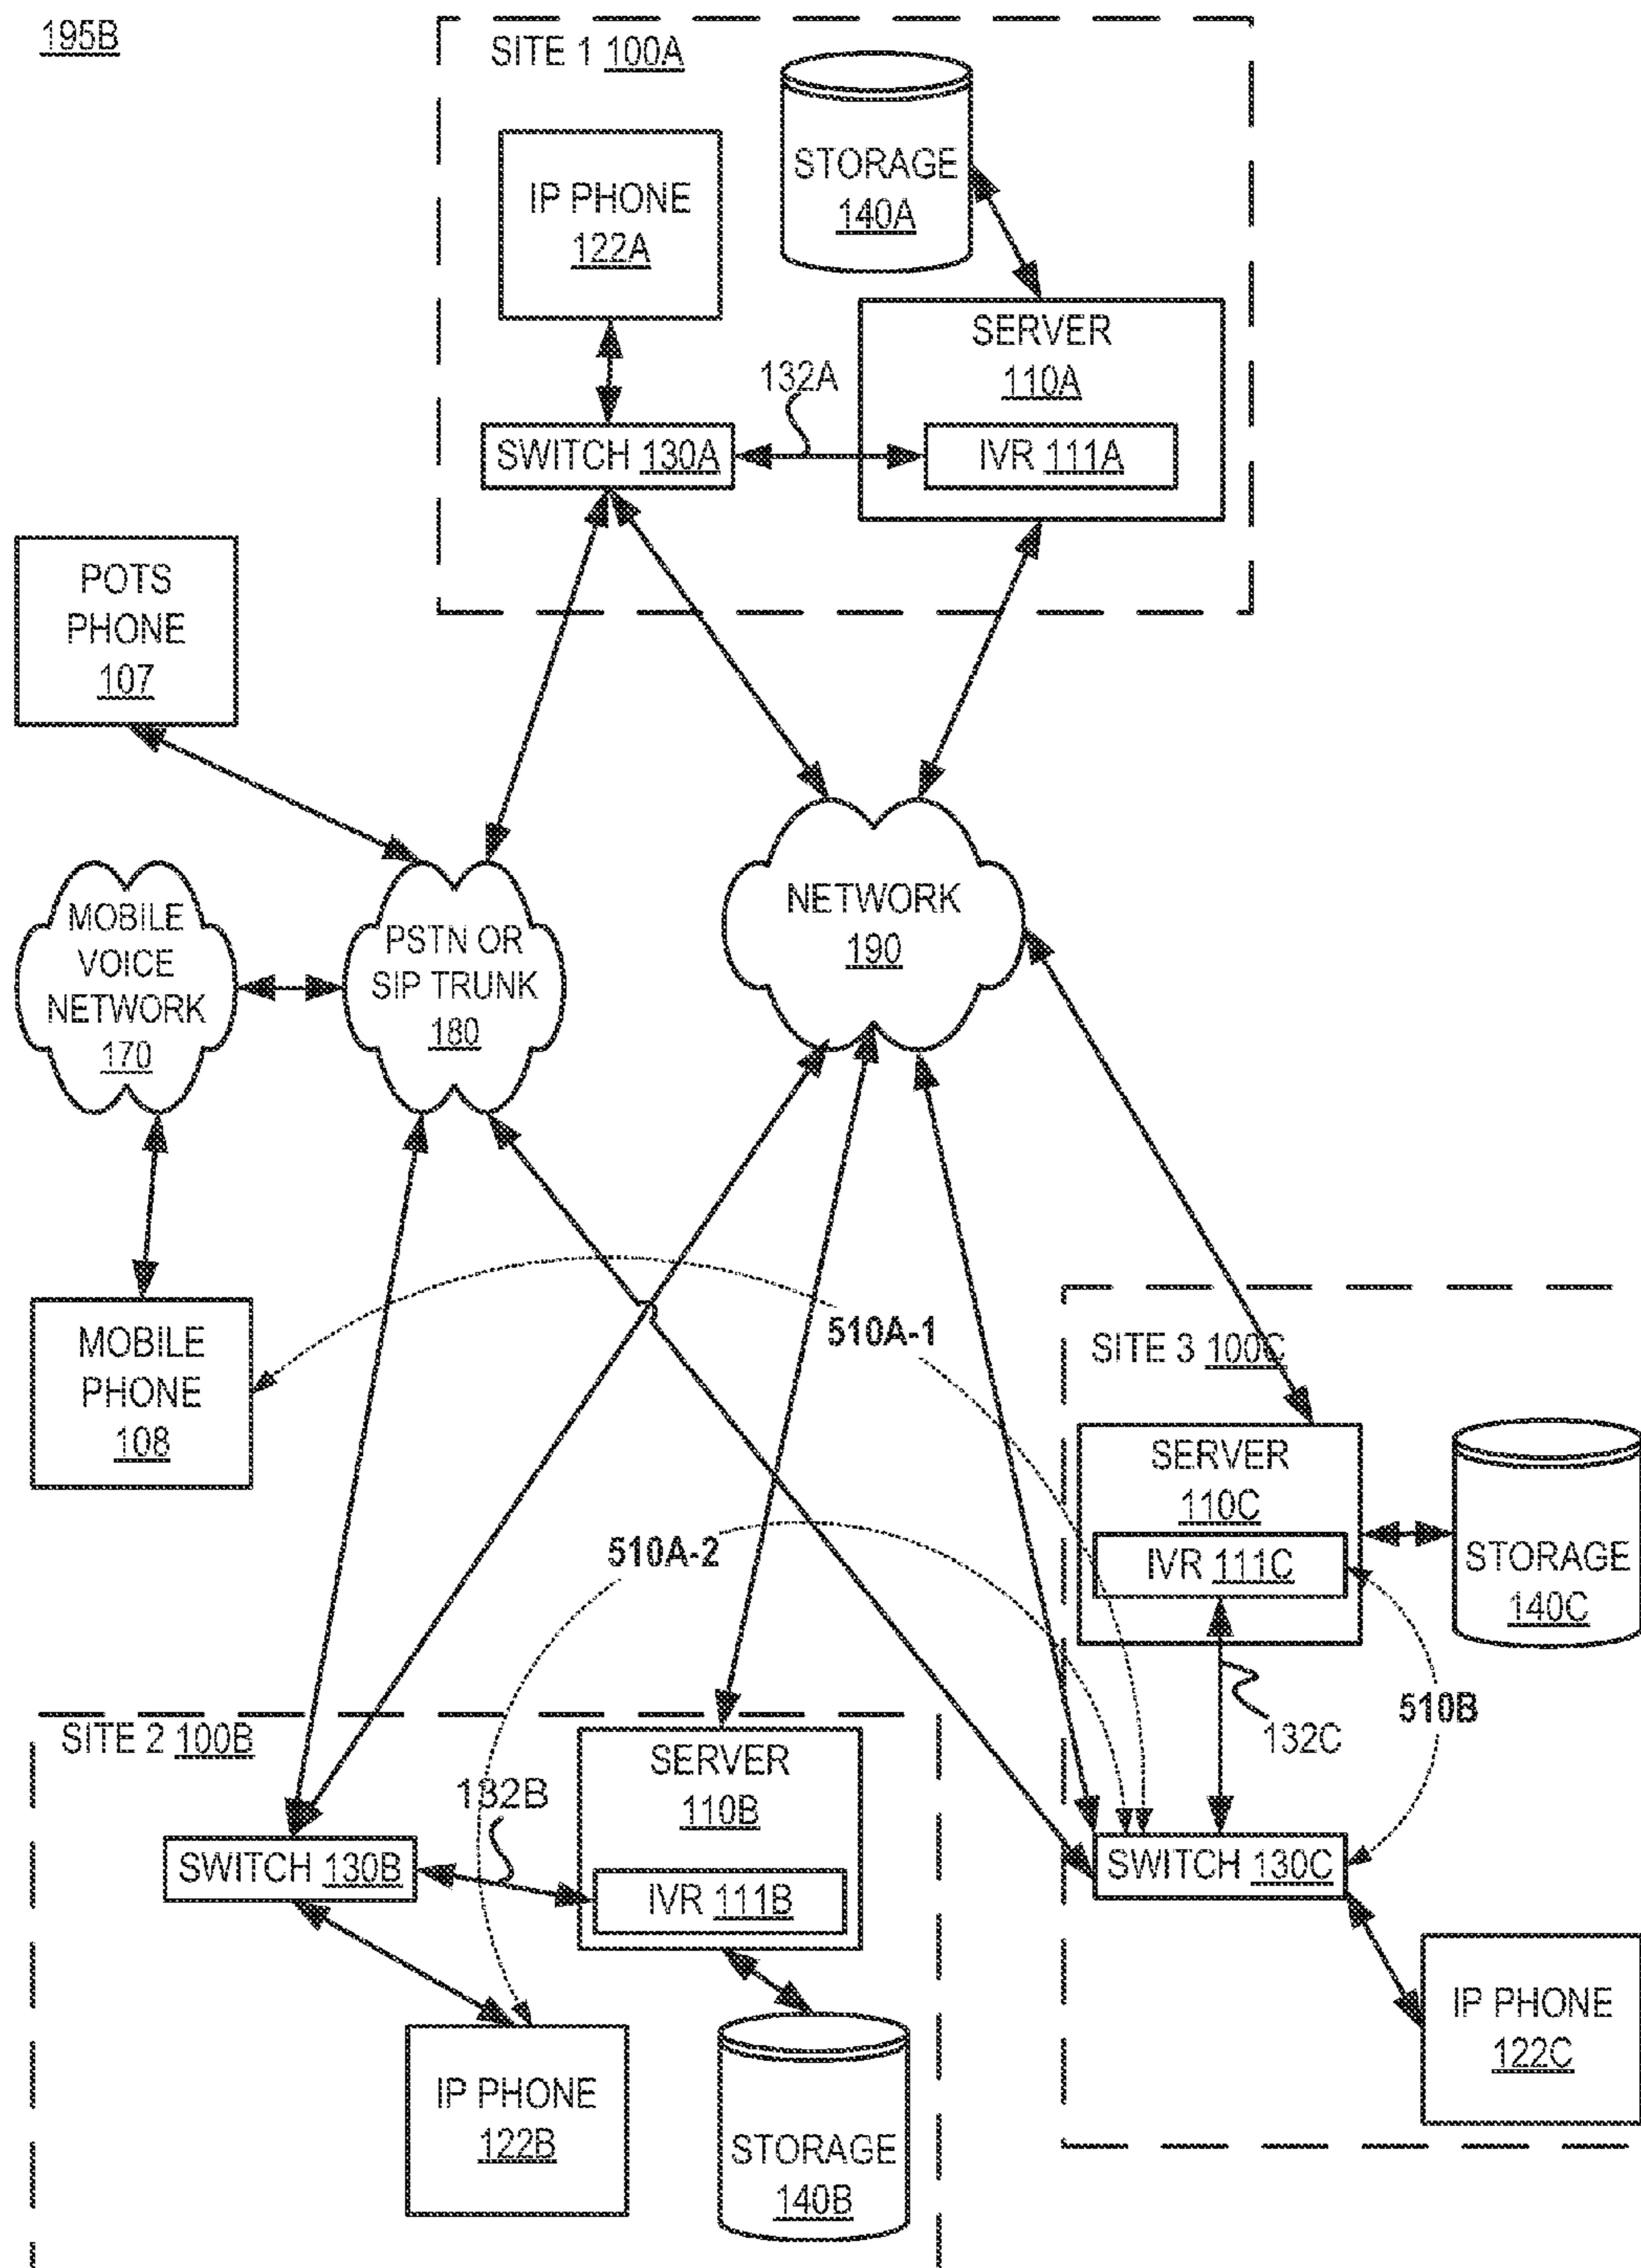 195B
SITE 1 100A
STORAGE
140A
IP PHONE
122A
SERVER
110A
132A
SWITCH 130A
IVR 111A
POTS
PHONE
107
MOBILE
VOICE
NETWORK
170
PSTN OR
SIP TRUNK
180
NETWORK
190
MOBILE
PHONE
108
510A-1
SITE 3 100C
SERVER
110C
IVR 111C
STORAGE
140C
510A-2
510B
132C
SITE 2 100B
SERVER
110B
132B
SWITCH 130B
IVR 111B
SWITCH 130C
IP PHONE
122C
IP PHONE
122B
STORAGE
140B